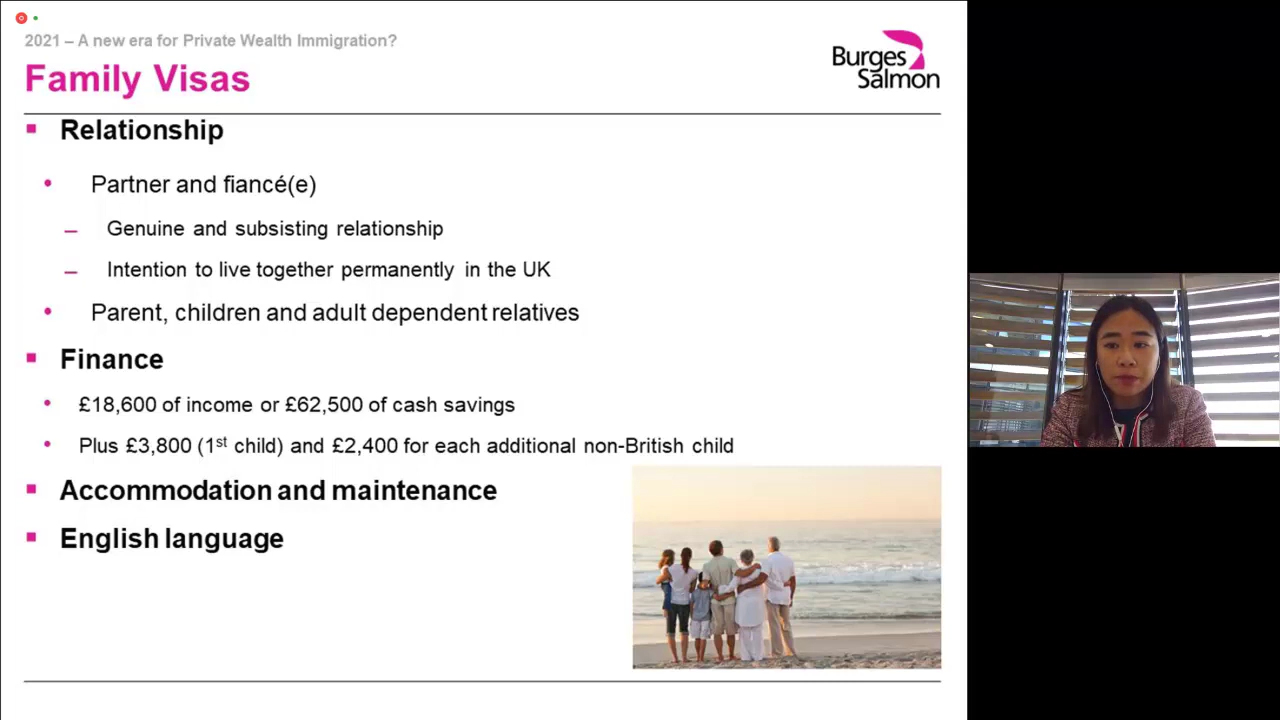 2021 – A new era for Private Wealth Immigration?
Family Visas
Burges
Salmon
Relationship
Partner and fiancé(e)
Genuine and subsisting relationship
Intention to live together permanently in the UK
Parent, children and adult dependent relatives
Finance
£18,600 of income or £62,500 of cash savings
Plus £3,800 (1st child) and £2,400 for each additional non-British child
Accommodation and maintenance
English language